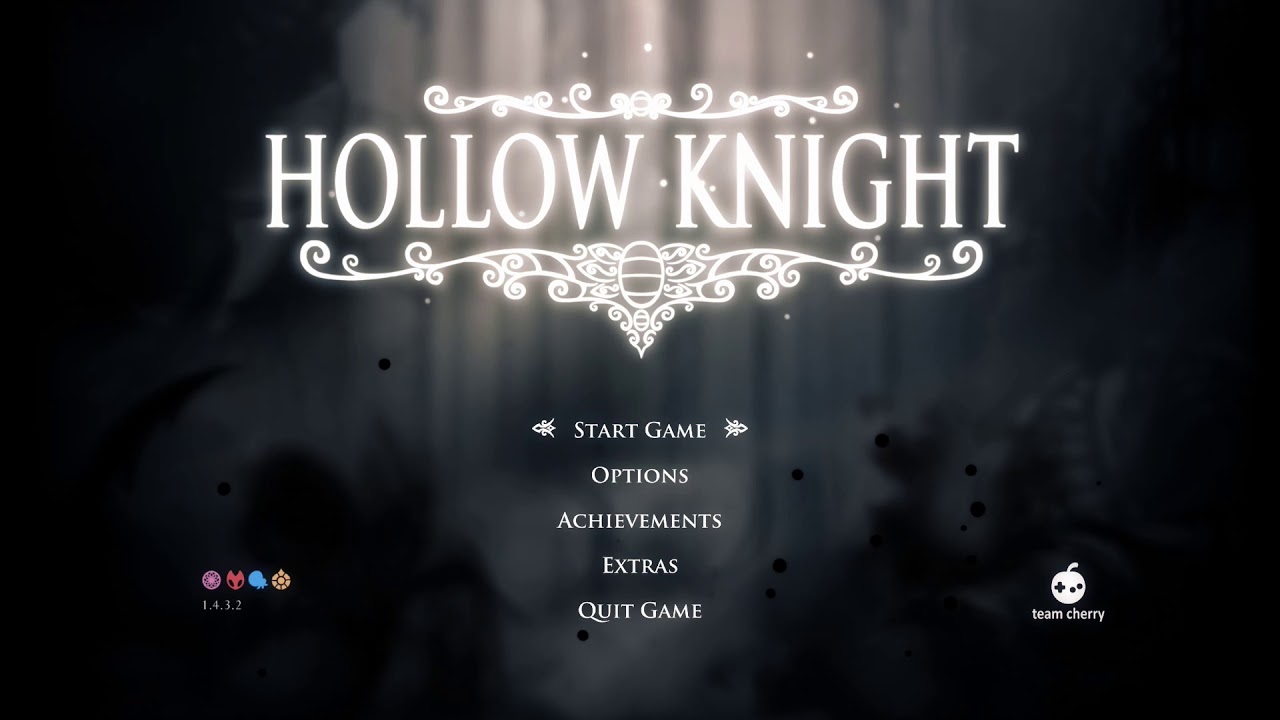 HOLLOW KNIGHT
START GAME
OPTIONS
ACHIEVEMENTS
EXTRAS
QUIT GAME
1.4.3.2
team cherry